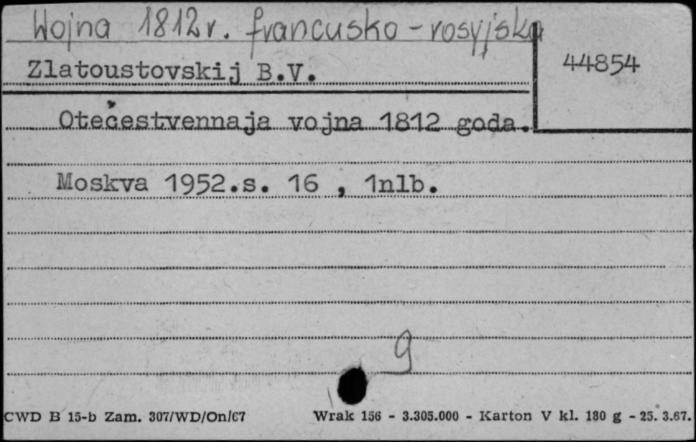 Wojna 1812 r. francusko-rosyjska
44854
Zlatoustovskij B.V.
Otečestvennaja vojna 1812 goda.
Moskva 1952.s. 16 , 1nlb.
9
CWD B 15-b Zam. 307/WD/On/67 Wrak 156 - 3.305.000 - Karton V kl. 180 g - 25. 3.67.